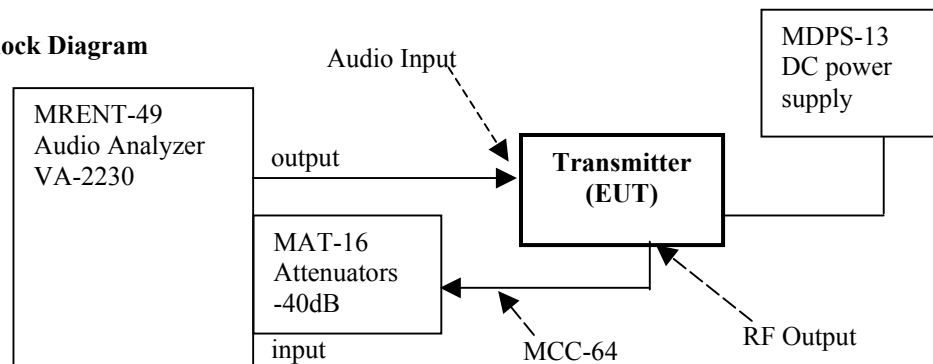 lock Diagram
MDPS-13
DC power
supply
Audio Input
MRENT-49
Audio Analyzer
VA-2230
output
Transmitter
(EUT)
MAT-16
Attenuators
-40dB
input
MCC-64
RF Output